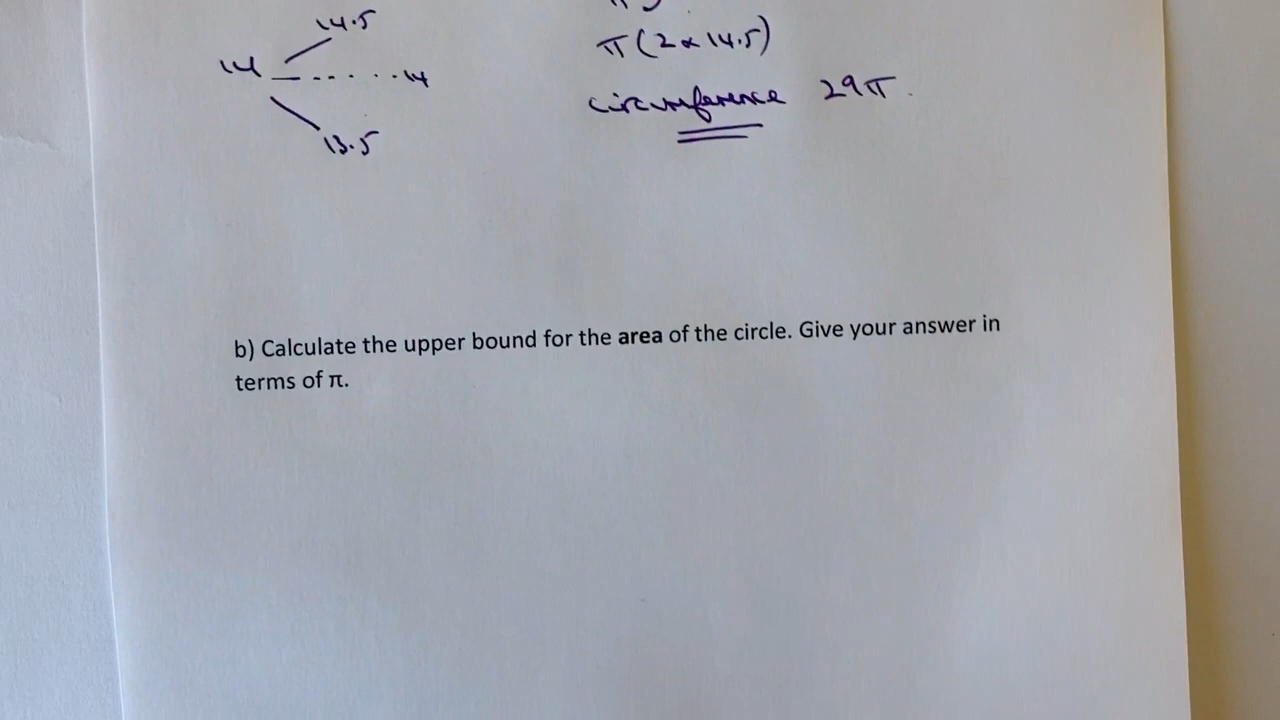 14.5
π(2×14.5)
14 14
circumference 29π.
13.5
b) Calculate the upper bound for the area of the circle. Give your answer in
terms of π.